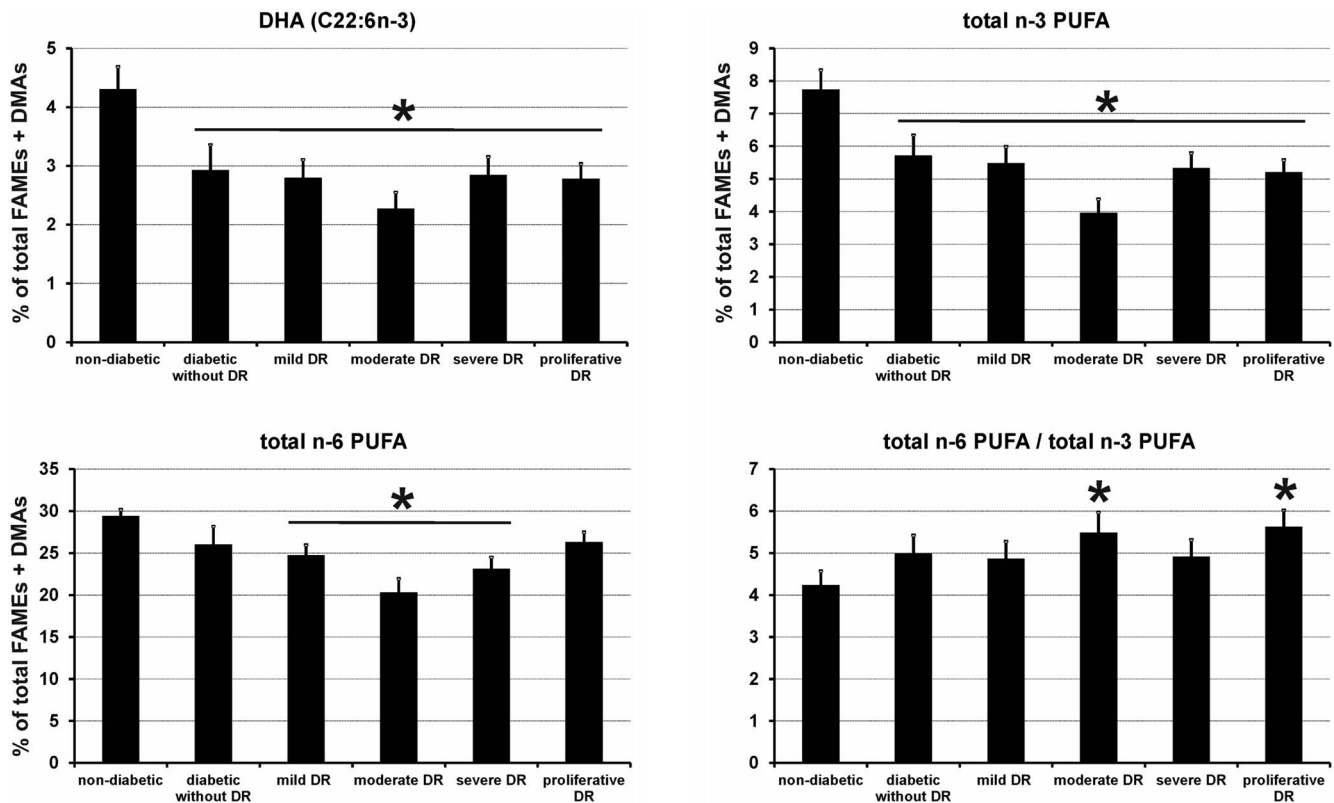 DHA (C22:6n-3)
% of total FAMEs + DMAs
5
4
3
2
1
0
*
non-diabetic
diabetic
without DR
mild DR
moderate DR
severe DR
proliferative
DR
total n-3 PUFA
% of total FAMEs + DMAs
9
8
7
6
5
4
3
2
1
0
*
non-diabetic
diabetic
without DR
mild DR
moderate DR
severe DR
proliferative
DR
total n-6 PUFA
% of total FAMEs + DMAs
35
30
25
20
15
10
5
0
*
non-diabetic
diabetic
without DR
mild DR
moderate DR
severe DR
proliferative
DR
total n-6 PUFA / total n-3 PUFA
7
6
5
4
3
2
1
0
*
*
non-diabetic
diabetic
without DR
mild DR
moderate DR
severe DR
proliferative
DR